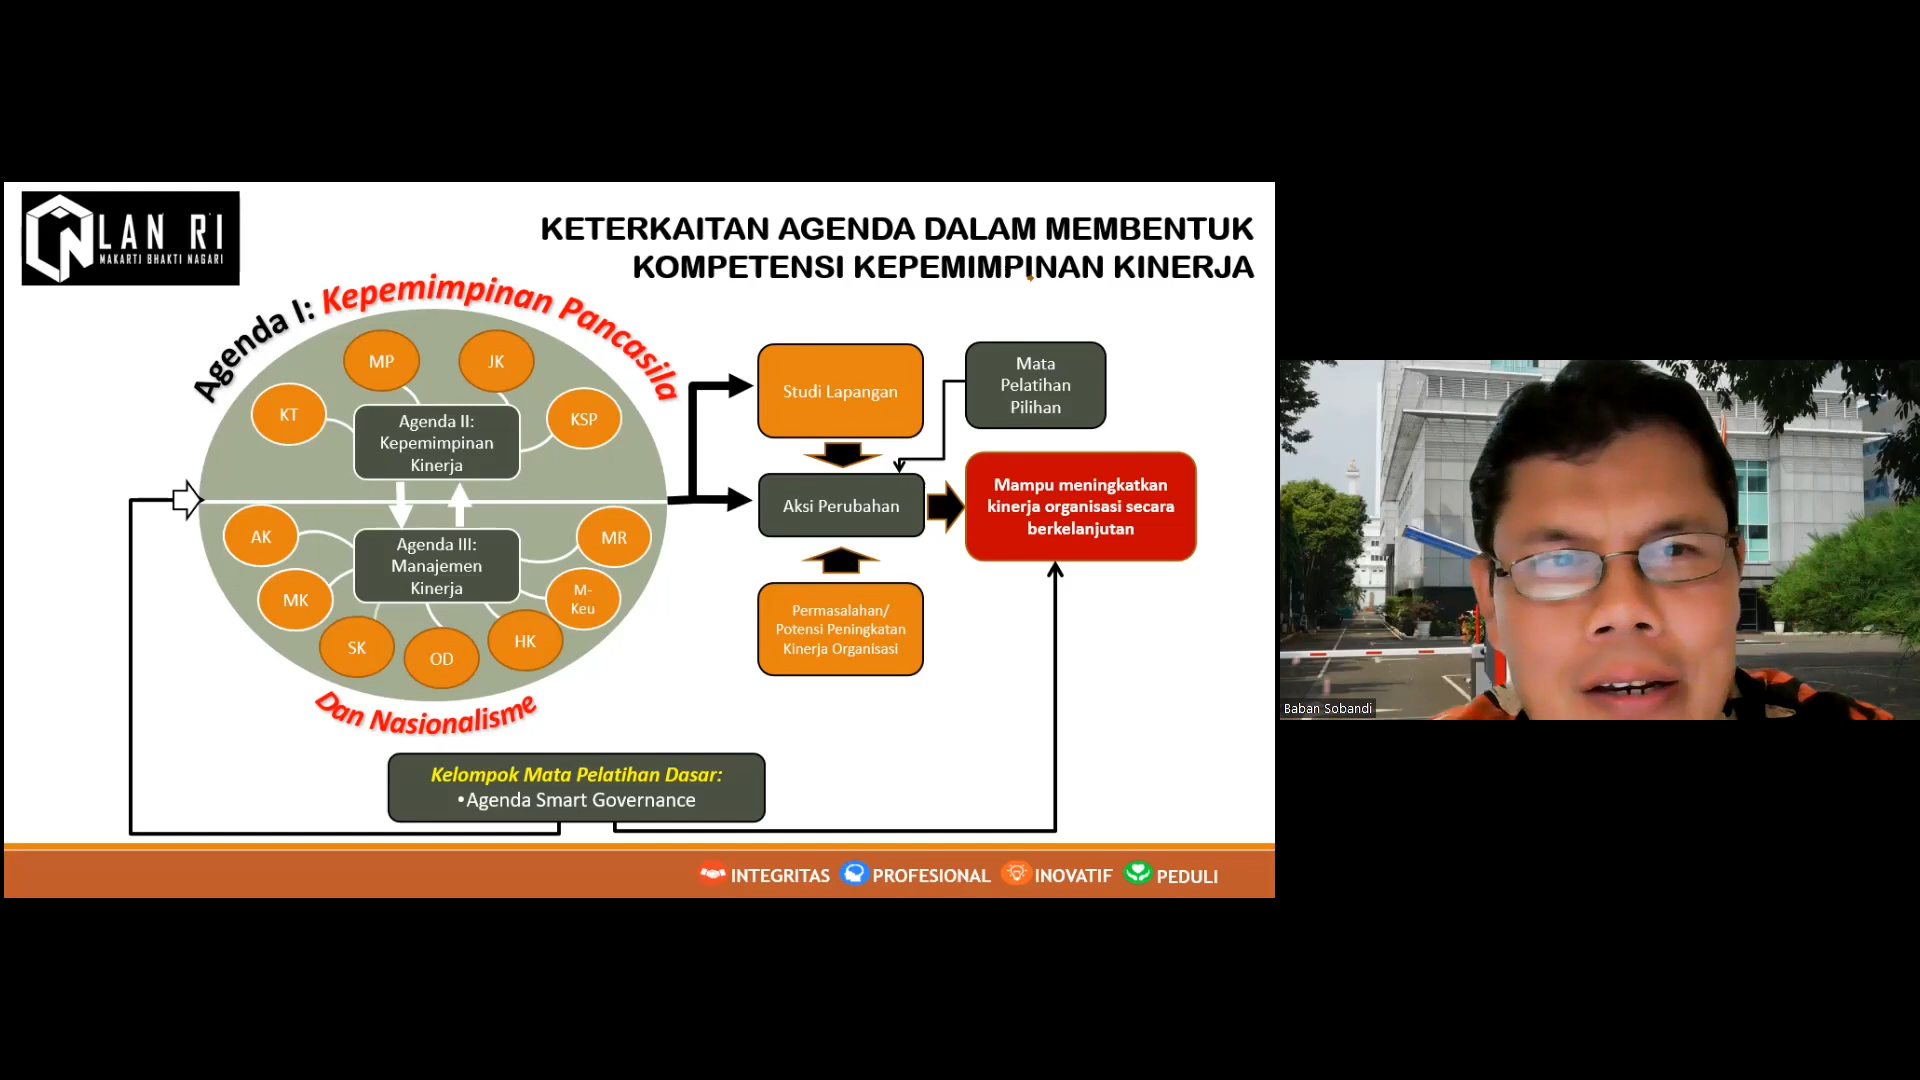 LAN RI
MAKARTI BHAKTI NAGARI
KETERKAITAN AGENDA DALAM MEMBENTUK
KOMPETENSI KEPEMIMPINAN KINERJA
Agenda I: Kepemimpinan Pancasila
MP
JK
KT
KSP
Agenda II:
Kepemimpinan
Kinerja
AK
MR
Agenda III:
Manajemen
Kinerja
MK
M-
Keu
SK
OD
HK
Dan Nasionalisme
Studi Lapangan
Mata
Pelatihan
Pilihan
Aksi Perubahan
Mampu meningkatkan
kinerja organisasi secara
berkelanjutan
Permasalahan/
Potensi Peningkatan
Kinerja Organisasi
Kelompok Mata Pelatihan Dasar:
•Agenda Smart Governance
INTEGRITAS PROFESIONAL INOVATIF PEDULI
Baban Sobandi